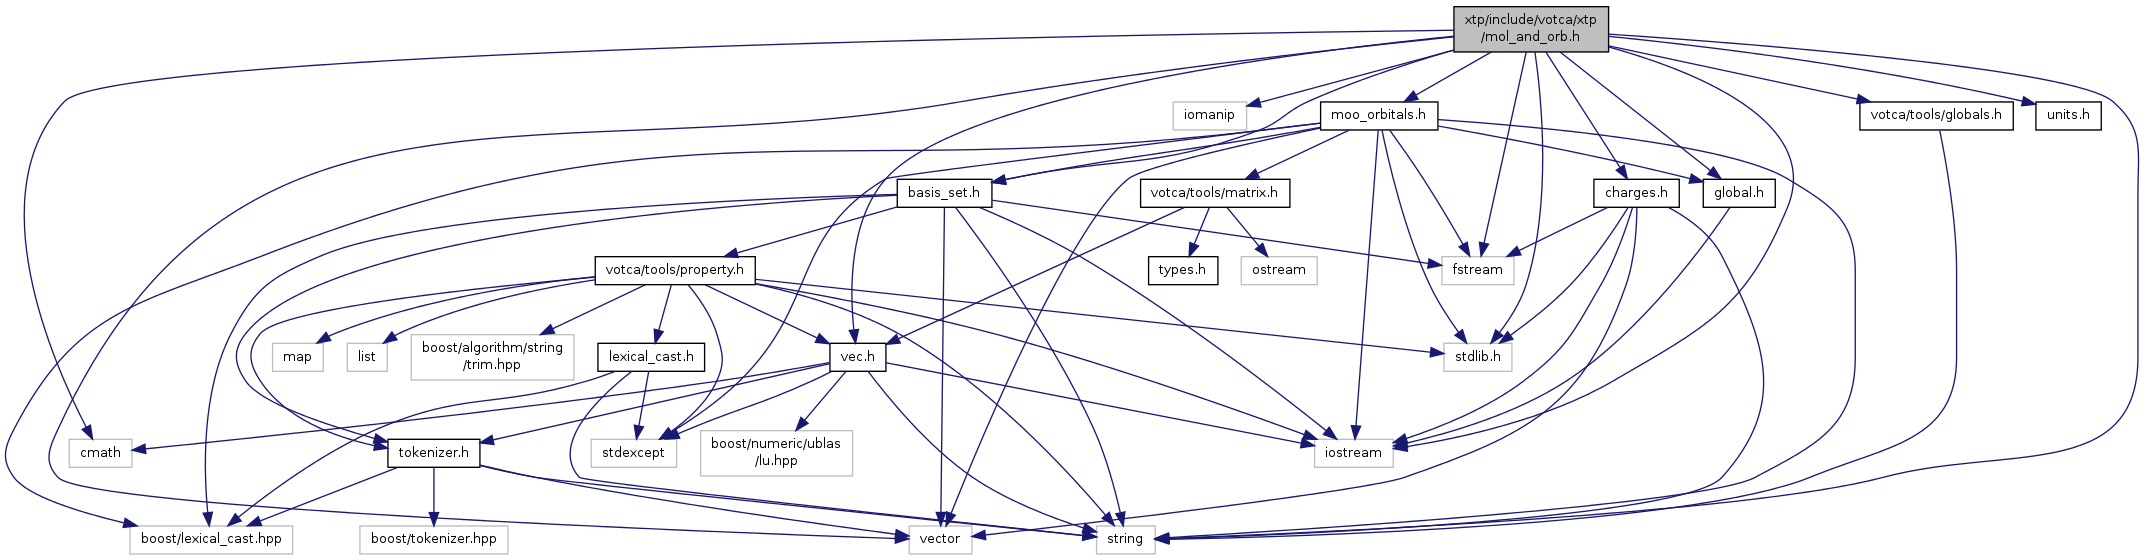 xtp/include/votca/xtp
/mol_and_orb.h
iomanip
moo_orbitals.h
votca/tools/globals.h
units.h
basis_set.h
votca/tools/matrix.h
charges.h
global.h
votca/tools/property.h
types.h
ostream
fstream
map
list
boost/algorithm/string
/trim.hpp
lexical_cast.h
vec.h
stdlib.h
cmath
tokenizer.h
stdexcept
boost/numeric/ublas
/lu.hpp
iostream
boost/lexical_cast.hpp
boost/tokenizer.hpp
vector
string